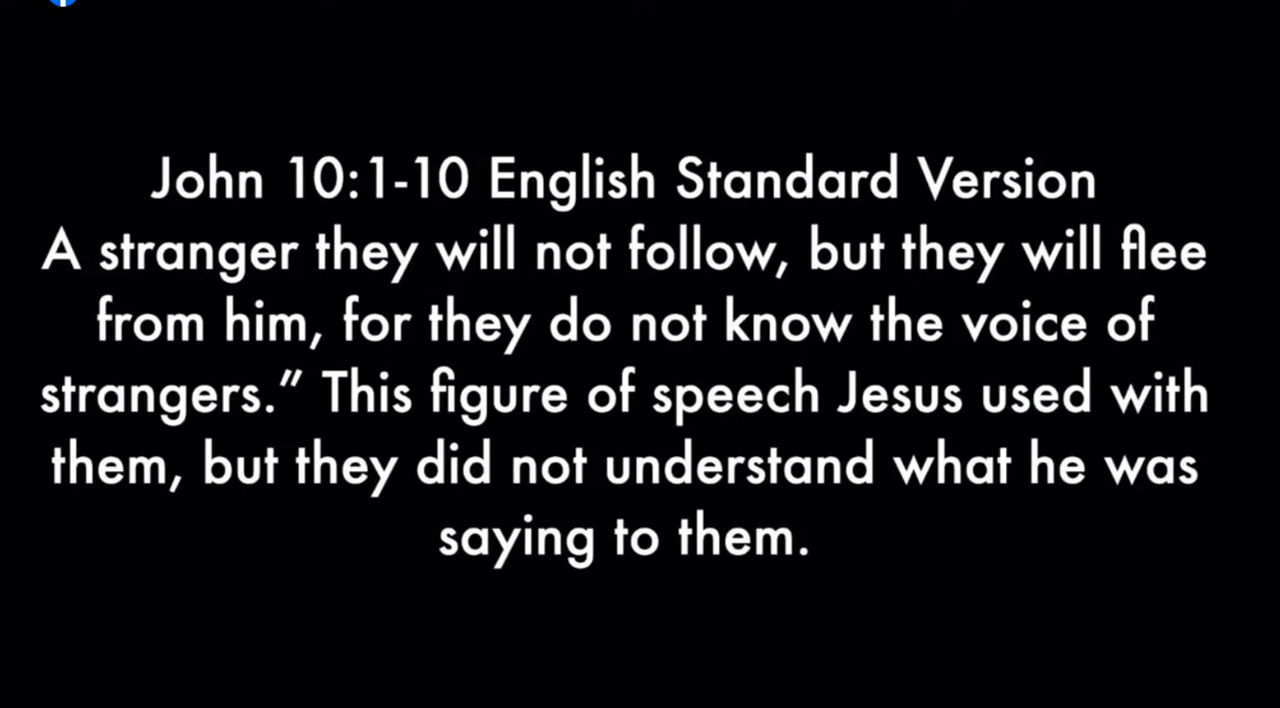 John 10:1-10 English Standard Version
A stranger they will not follow, but they will flee
from him, for they do not know the voice of
strangers.” This figure of speech Jesus used with
them, but they did not understand what he was
saying to them.